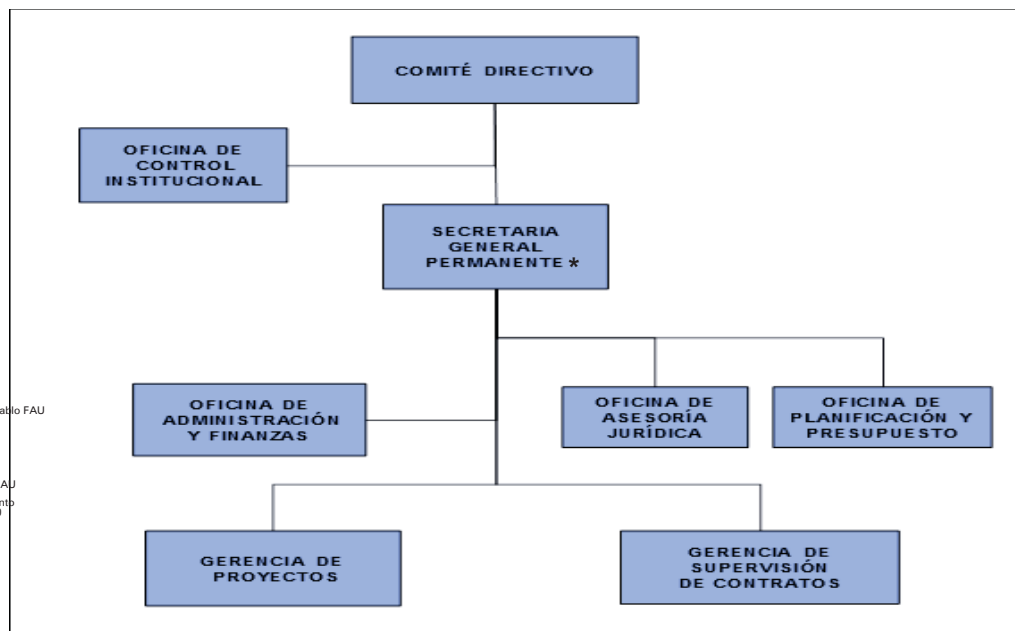 COMITÉ DIRECTIVO
OFICINA DE
CONTROL
INSTITUCIONAL
SECRETARIA
GENERAL
PERMANENTE *
OFICINA DE
ADMINISTRACIÓN
Y FINANZAS
OFICINA DE
ASESORÍA
JURÍDICA
OFICINA DE
PLANIFICACIÓN Y
PRESUPUESTO
FAU
GERENCIA DE
PROYECTOS
GERENCIA DE
SUPERVISIÓN
DE CONTRATOS